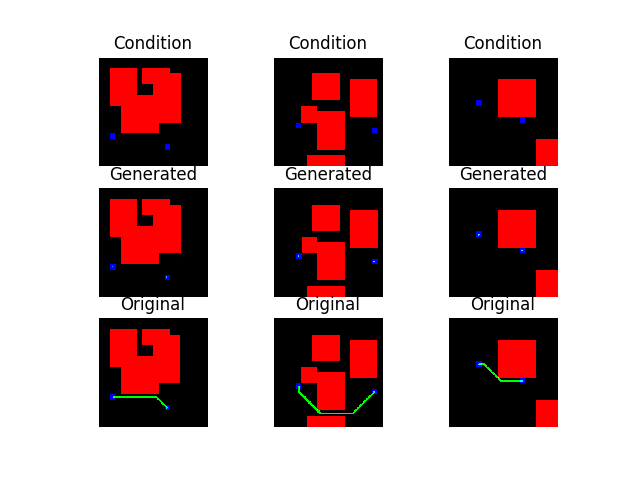 Condition Condition Condition
Generated Generated Generated
Original Original Original